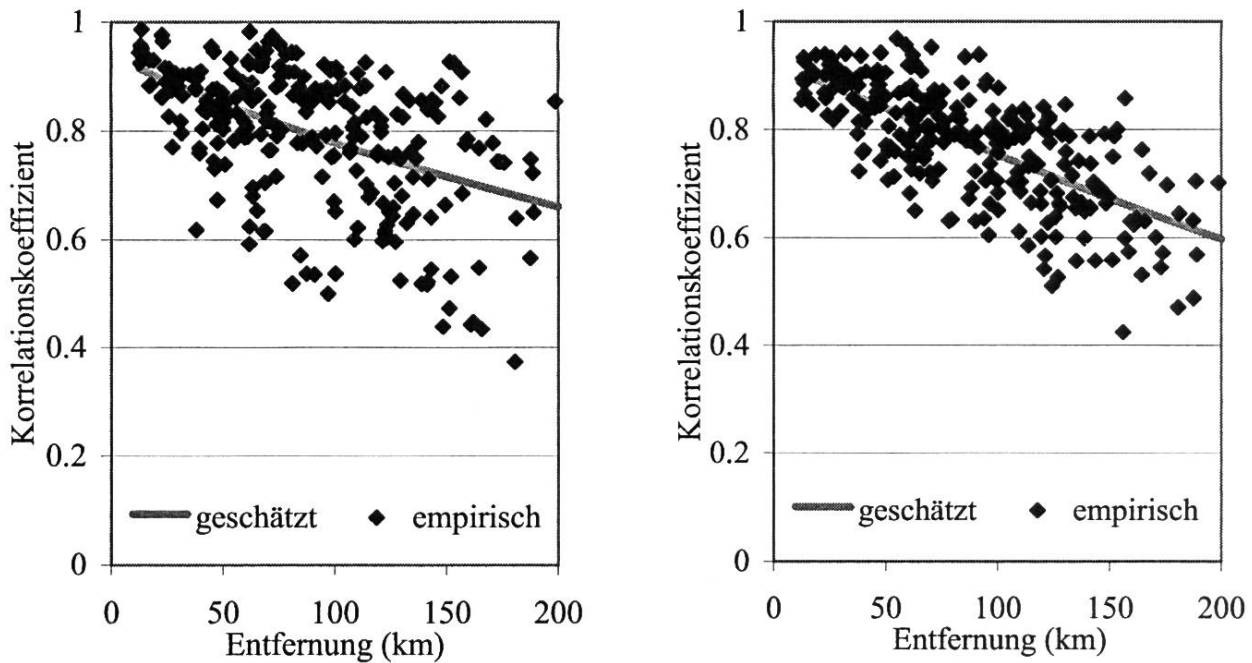 Korrelationskoeffizient
1
0.8
0.6
0.4
0.2
0
geschätzt empirisch
0 50 100 150 200
Entfernung (km)
Korrelationskoeffizient
1
0.8
0.6
0.4
0.2
0
geschätzt empirisch
0 50 100 150 200
Entfernung (km)